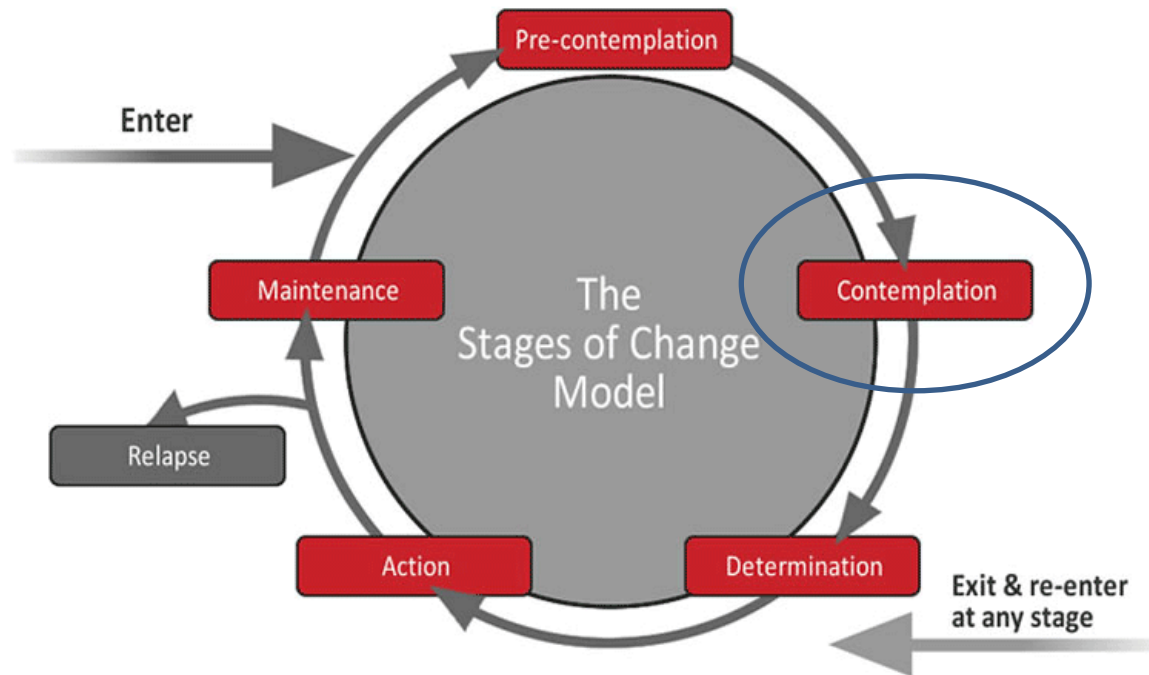 Pre-contemplation
Enter
Maintenance
Contemplation
The
Stages of Change
Model
Relapse
Action
Determination
Exit & re-enter
at any stage